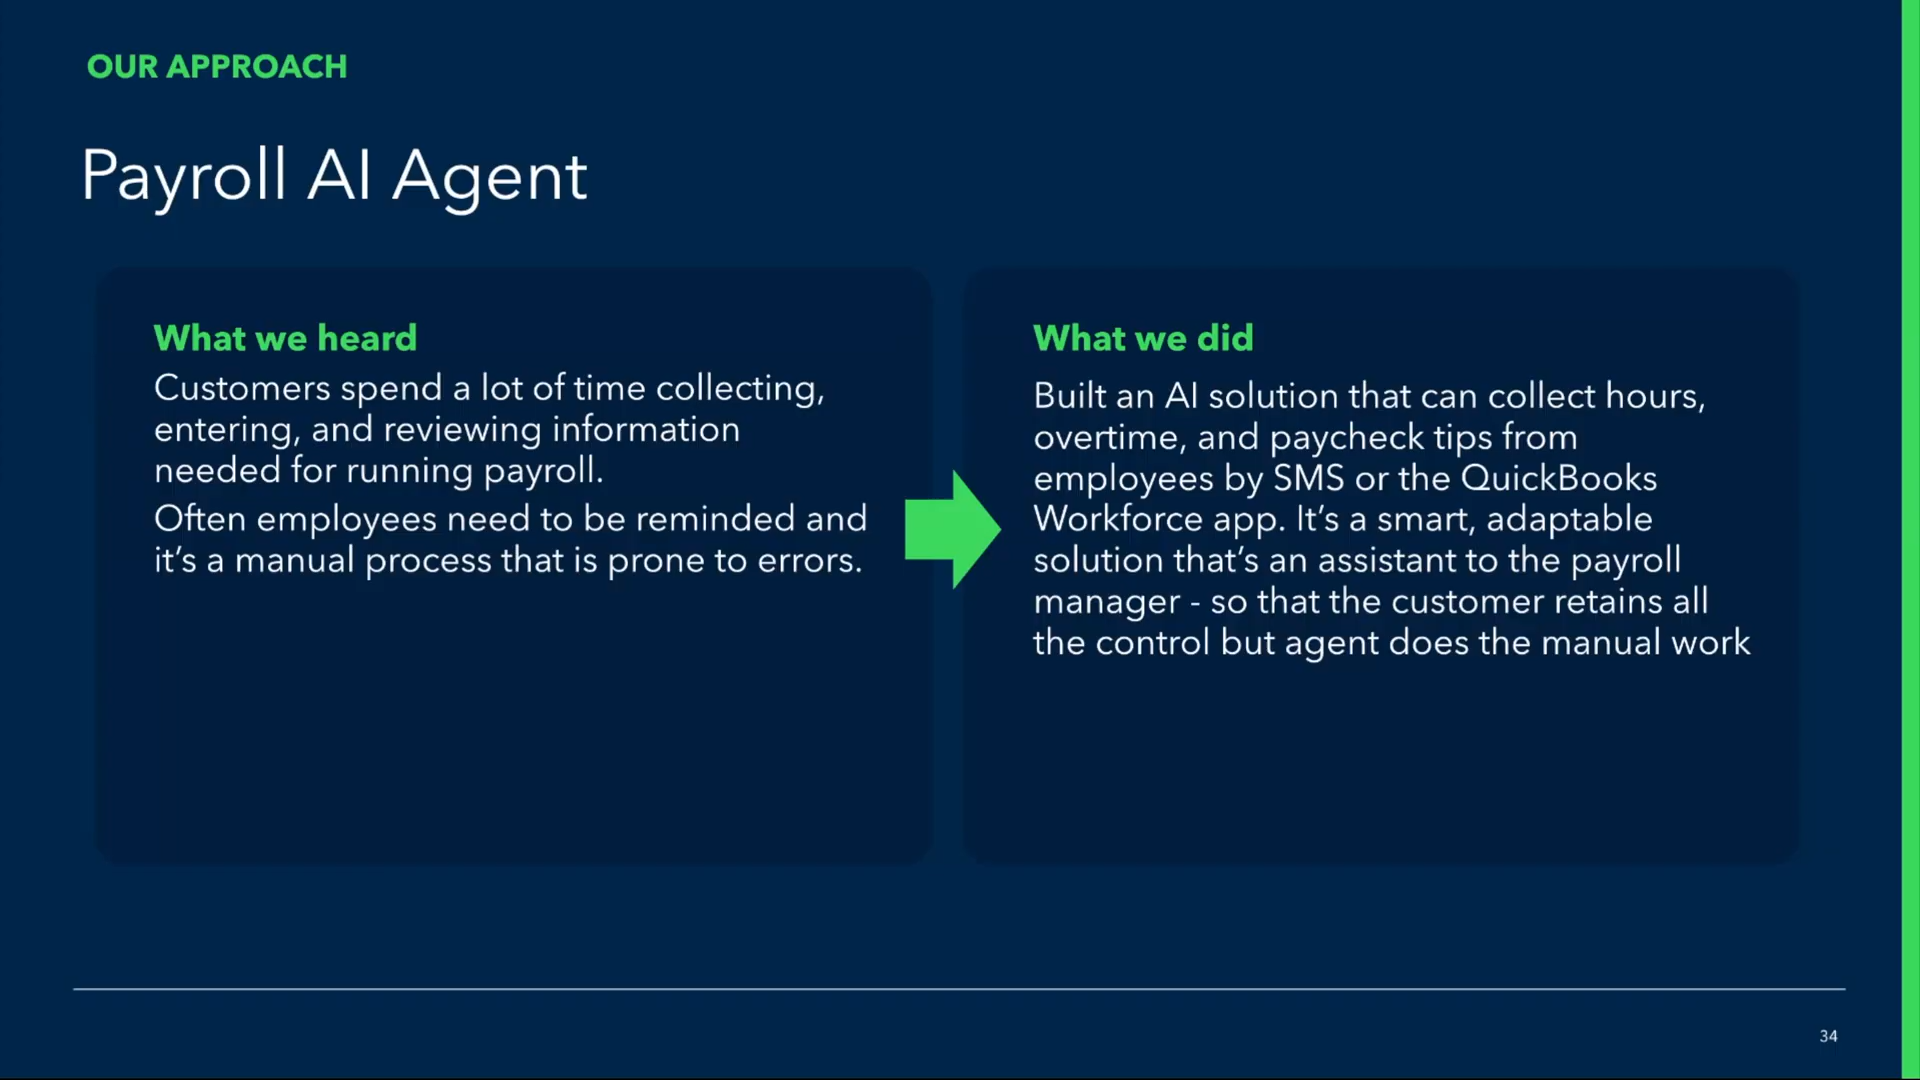 OUR APPROACH
Payroll AI Agent
What we heard
Customers spend a lot of time collecting,
entering, and reviewing information
needed for running payroll.
Often employees need to be reminded and
it’s a manual process that is prone to errors.
What we did
Built an AI solution that can collect hours,
overtime, and paycheck tips from
employees by SMS or the QuickBooks
Workforce app. It’s a smart, adaptable
solution that’s an assistant to the payroll
manager - so that the customer retains all
the control but agent does the manual work
34